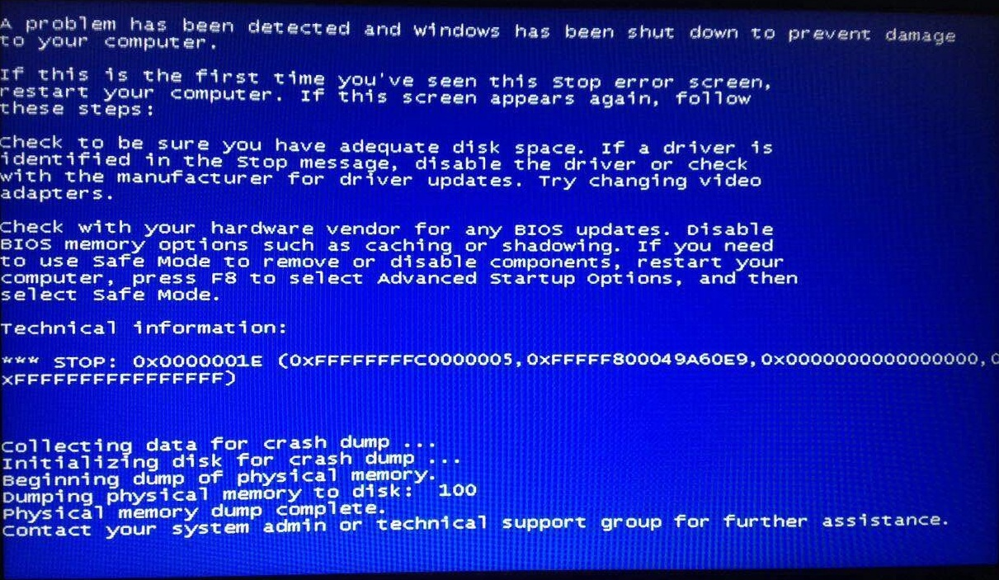 A problem has been detected and windows has been shut down to prevent damage
to your computer.
If this is the first time you've seen this Stop error screen,
restart your computer. If this screen appears again, follow
these steps:
Check to be sure you have adequate disk space. If a driver is
identified in the Stop message, disable the driver or check
with the manufacturer for driver updates. Try changing video
adapters.
Check with your hardware vendor for any BIOS updates. Disable
BIOS memory options such as caching or shadowing. If you need
to use Safe Mode to remove or disable components, restart your
computer, press F8 to select Advanced Startup Options, and then
select Safe Mode.
Technical information:
*** STOP: 0x0000001E (0xFFFFFFFFC0000005,0xFFFFF800049A60E9,0x0000000000000000,0
xFFFFFFFFFFFFFFFF)
Collecting data for crash dump ...
Initializing disk for crash dump ...
Beginning dump of physical memory.
Dumping physical memory to disk: 100
Physical memory dump complete.
Contact your system admin or technical support group for further assistance.